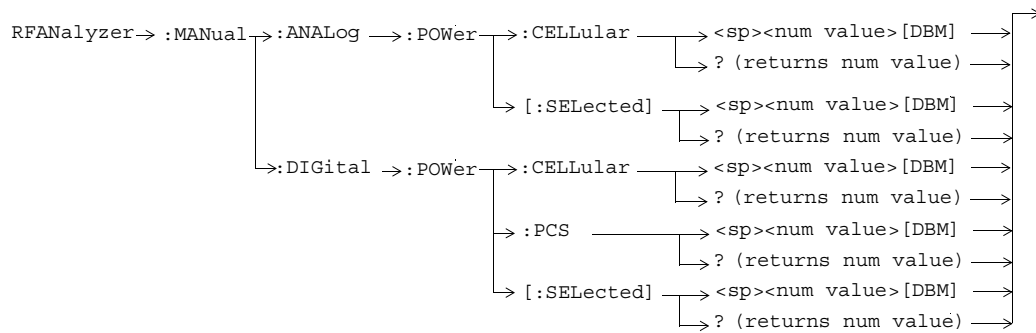 RFANalyzer :MANual :ANALog :POWer :CELLular <sp><num value>[DBM]
? (returns num value)
[:SELected] <sp><num value>[DBM]
? (returns num value)
:DIGital :POWer :CELLular <sp><num value>[DBM]
? (returns num value)
:PCS <sp><num value>[DBM]
? (returns num value)
[:SELected] <sp><num value>[DBM]
? (returns num value)